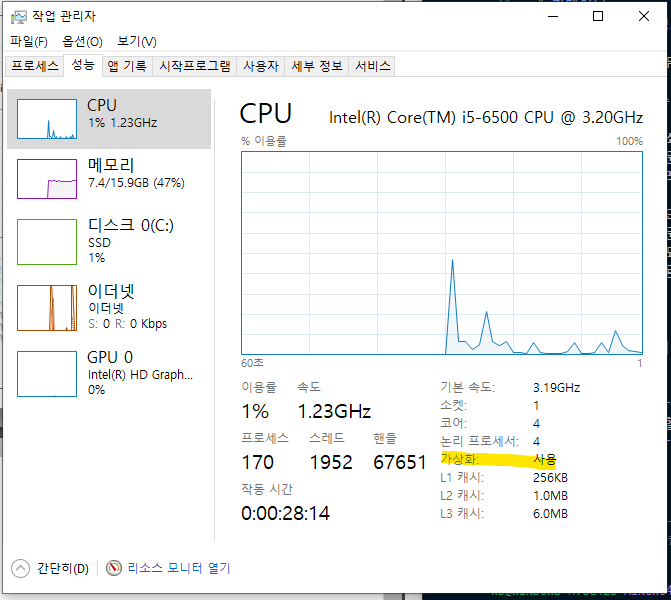 작업 관리자
파일(F) 옵션(O) 보기(V)
프로세스 성능 앱 기록 시작프로그램 사용자 세부 정보 서비스
CPU
1% 1.23GHz
메모리
7.4/15.9GB (47%)
디스크 0(C:)
SSD
1%
이더넷
이더넷
S: 0 R: 0 Kbps
GPU 0
Intel(R) HD Graph...
0%
CPU Intel(R) Core(TM) i5-6500 CPU @ 3.20GHz
% 이용률 100%
60초 1
이용률 속도
1% 1.23GHz
프로세스 스레드 핸들
170 1952 67651
작동 시간
0:00:28:14
기본 속도: 3.19GHz
소켓: 1
코어: 4
논리 프로세서: 4
가상화: 사용
L1 캐시: 256KB
L2 캐시: 1.0MB
L3 캐시: 6.0MB
간단히(D) 리소스 모니터 열기